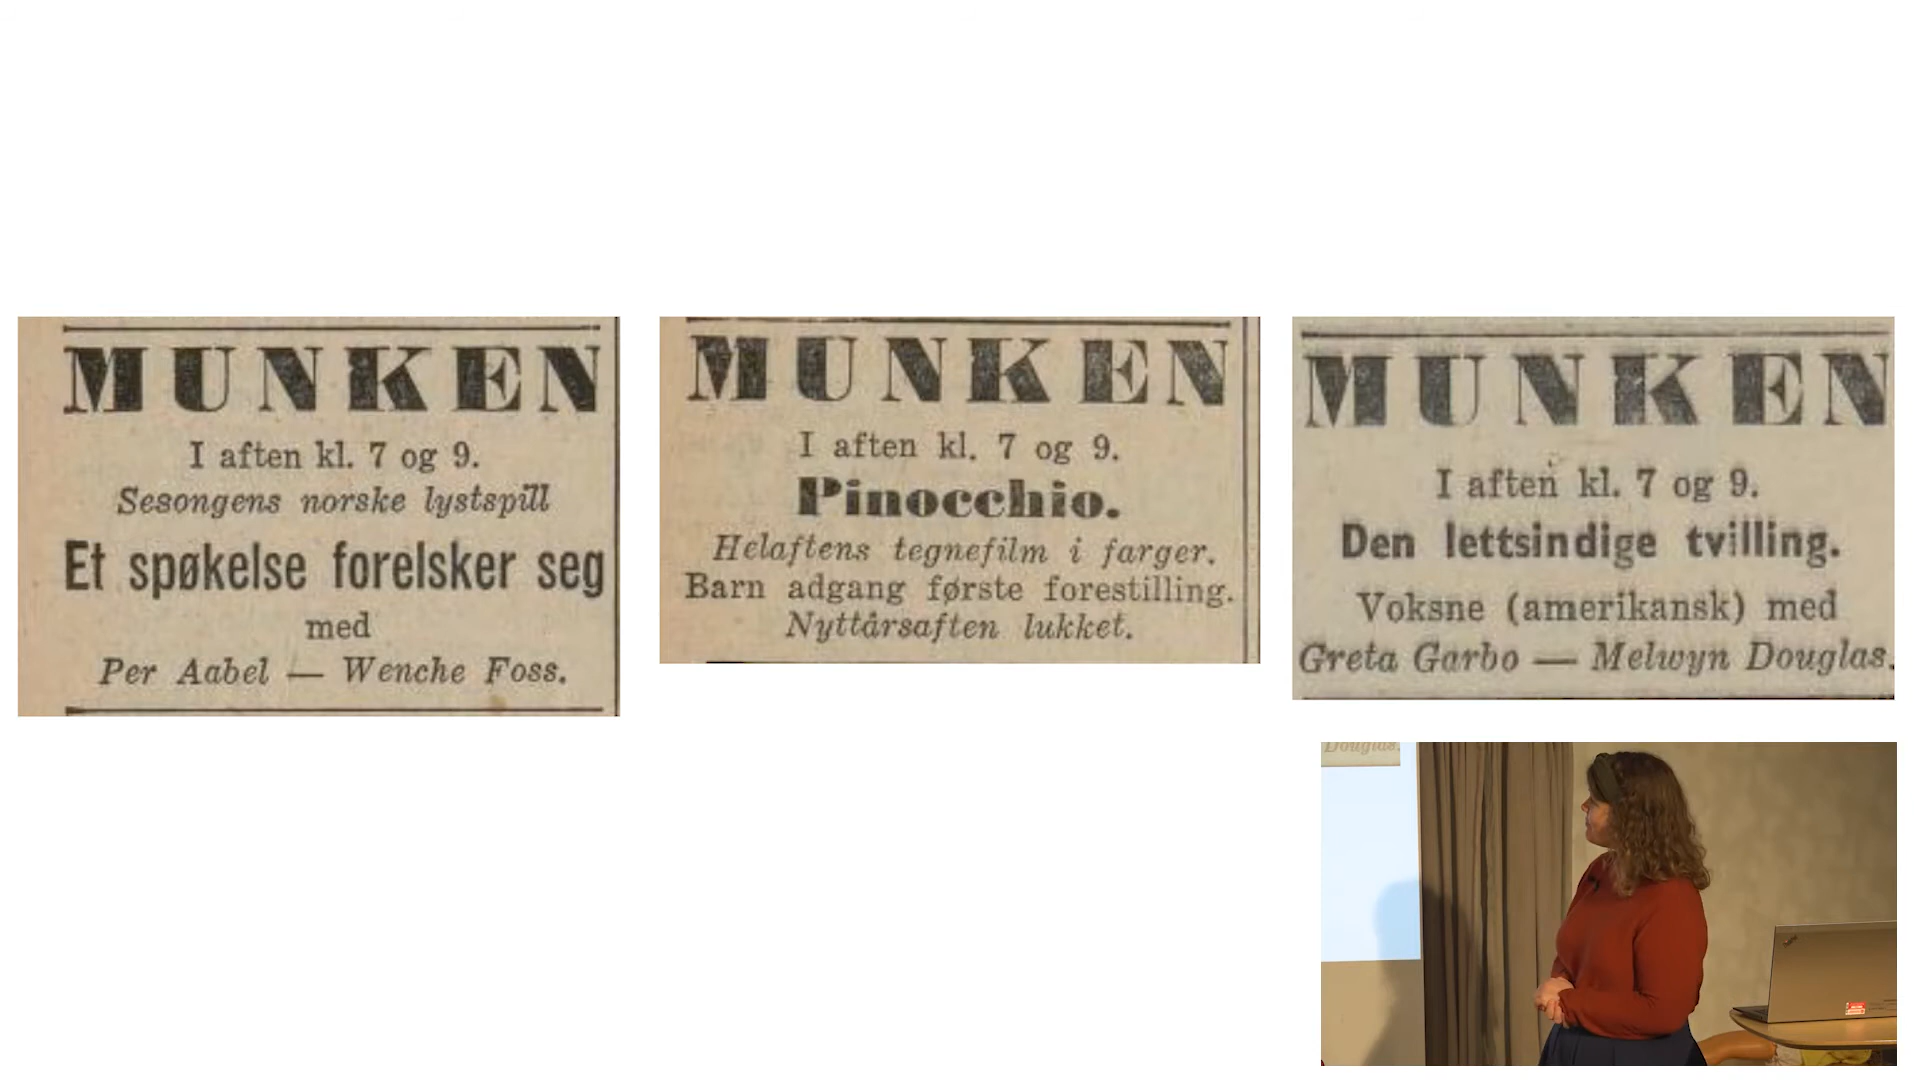 MUNKEN
I aften kl. 7 og 9.
Sesongens norske lystspill
Et spøkelse forelsker seg
med
Per Aabel — Wenche Foss.
MUNKEN
I aften kl. 7 og 9.
Pinocchio.
Helaftens tegnefilm i farger.
Barn adgang første forestilling.
Nyttårsaften lukket.
MUNKEN
I aften kl. 7 og 9.
Den lettsindige tvilling.
Voksne (amerikansk) med
Greta Garbo — Melwyn Douglas.
Douglas.